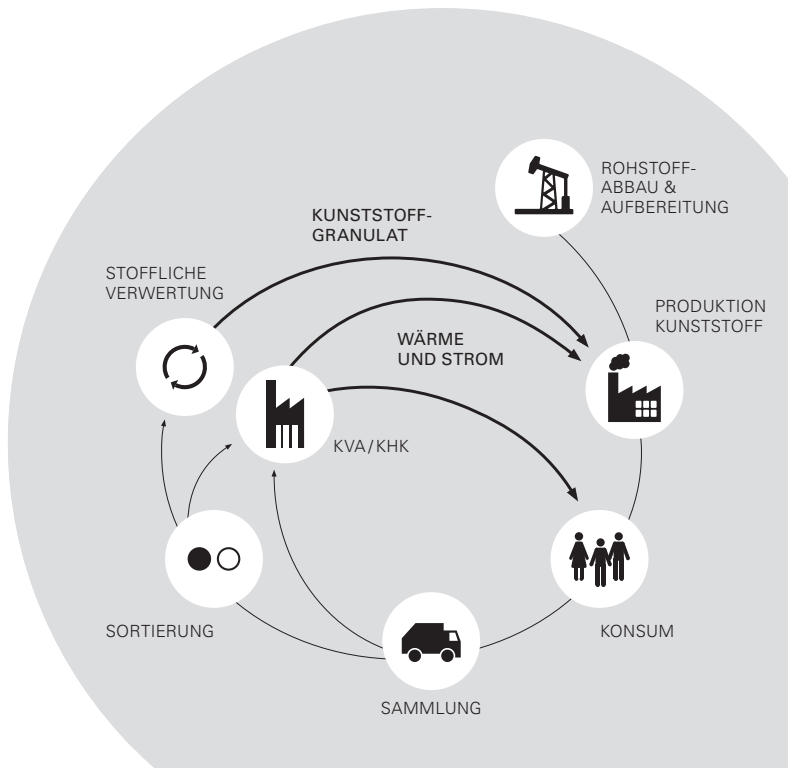 ROHSTOFF-
ABBAU &
AUFBEREITUNG
KUNSTSTOFF-
GRANULAT
STOFFLICHE
VERWERTUNG
PRODUKTION
KUNSTSTOFF
WÄRME
UND STROM
KVA/KHK
SORTIERUNG
KONSUM
SAMMLUNG